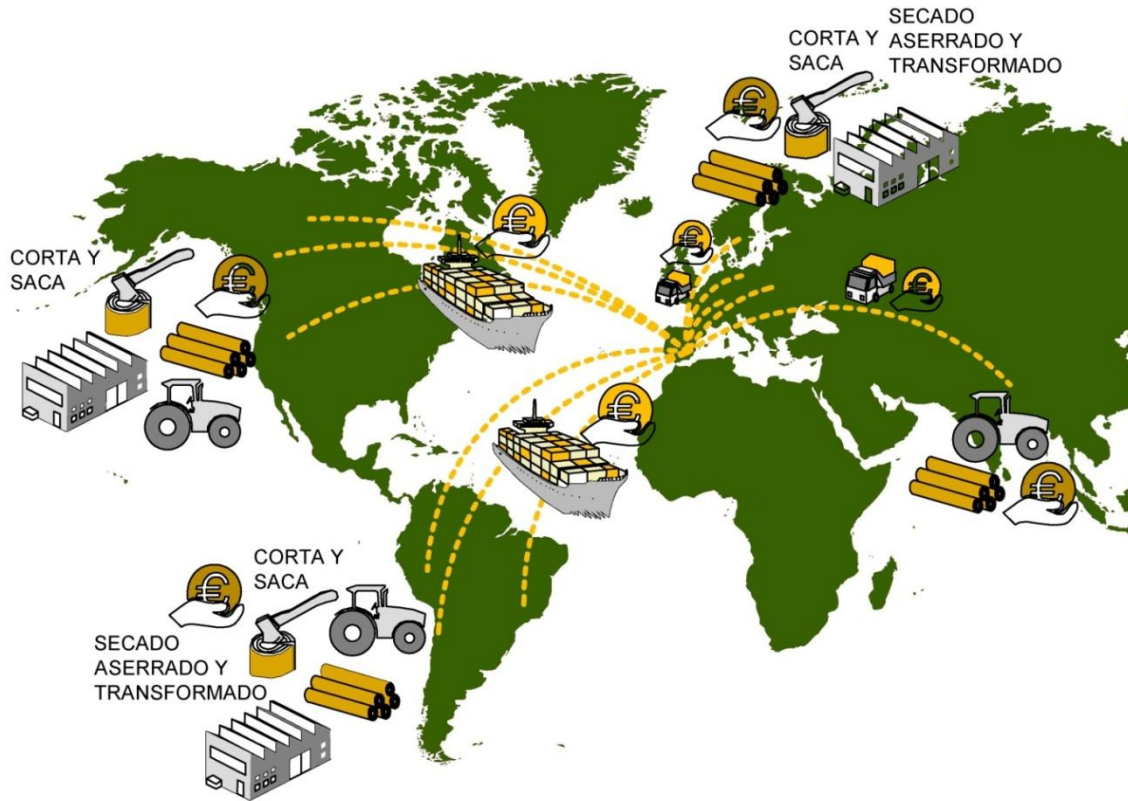 SECADO
ASERRADO Y
TRANSFORMADO
CORTA Y
SACA
CORTA Y
SACA
CORTA Y
SACA
SECADO
ASERRADO Y
TRANSFORMADO